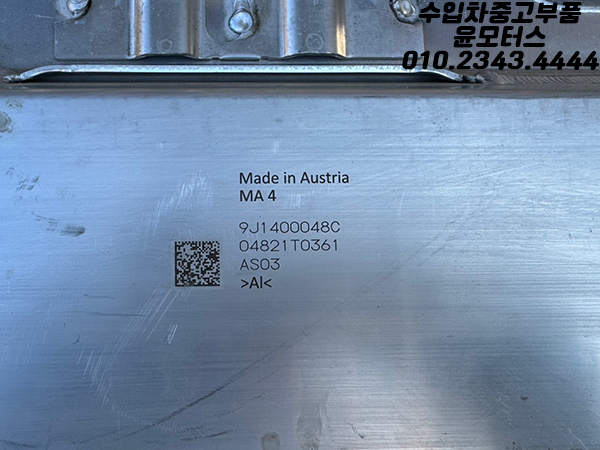 수입차중고부품
윤모터스
010.2343.4444
Made in Austria
MA 4
9J1400048C
04821T0361
AS03
>Al<